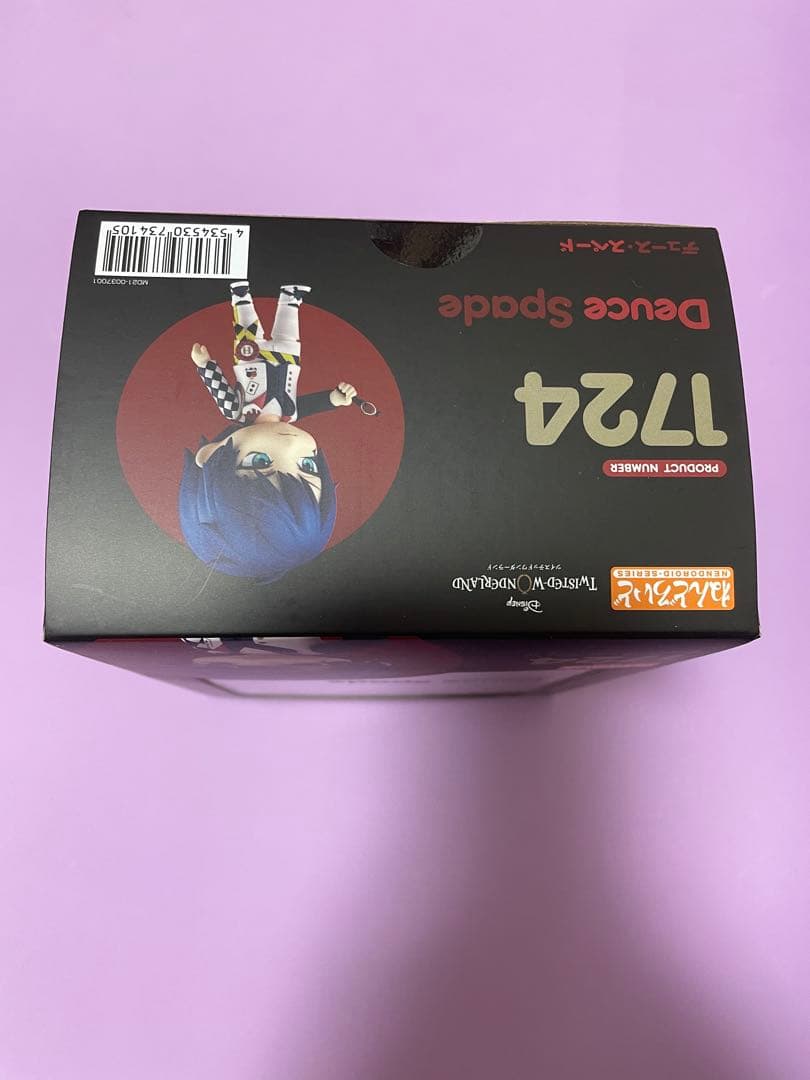 ねんどろいど
NENDOROID-SERIES
Disney
TWISTED-WONDERLAND
ツイステッドワンダーランド
PRODUCT NUMBER
1724
Deuce Spade
デュース・スペード
MD21-0037001
4 534530 734105